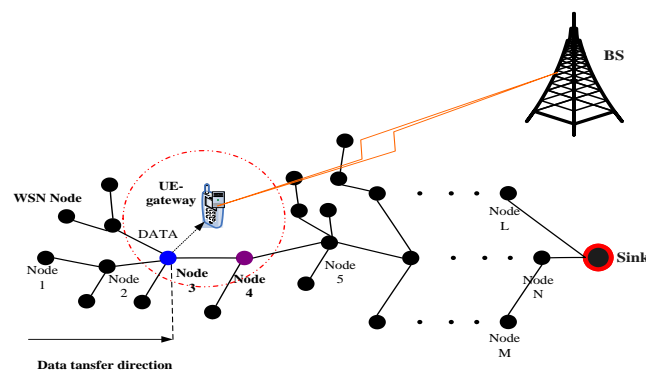 BS
UE-
gateway
WSN Node
DATA
Node
1
Node
2
Node
3
Node
4
Node
5
Node
L
Node
N
Node
M
Sink
Data tansfer direction